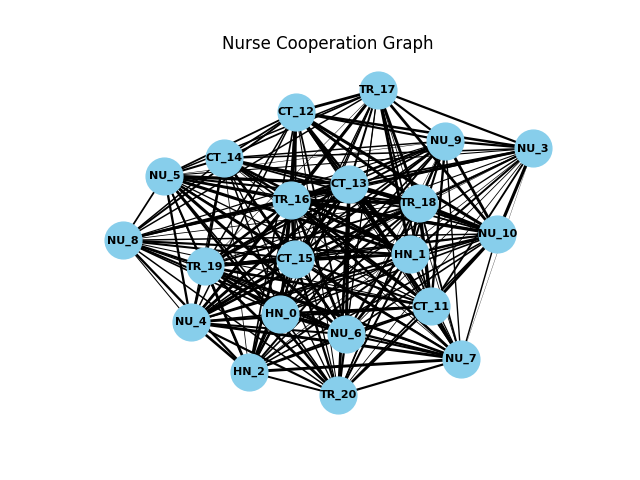 Nurse Cooperation Graph
TR_17
CT_12
NU_9
NU_3
CT_14
NU_5
CT_13
TR_16
TR_18
NU_10
NU_8
HN_1
CT_15
TR_19
CT_11
HN_0
NU_4
NU_6
NU_7
HN_2
TR_20